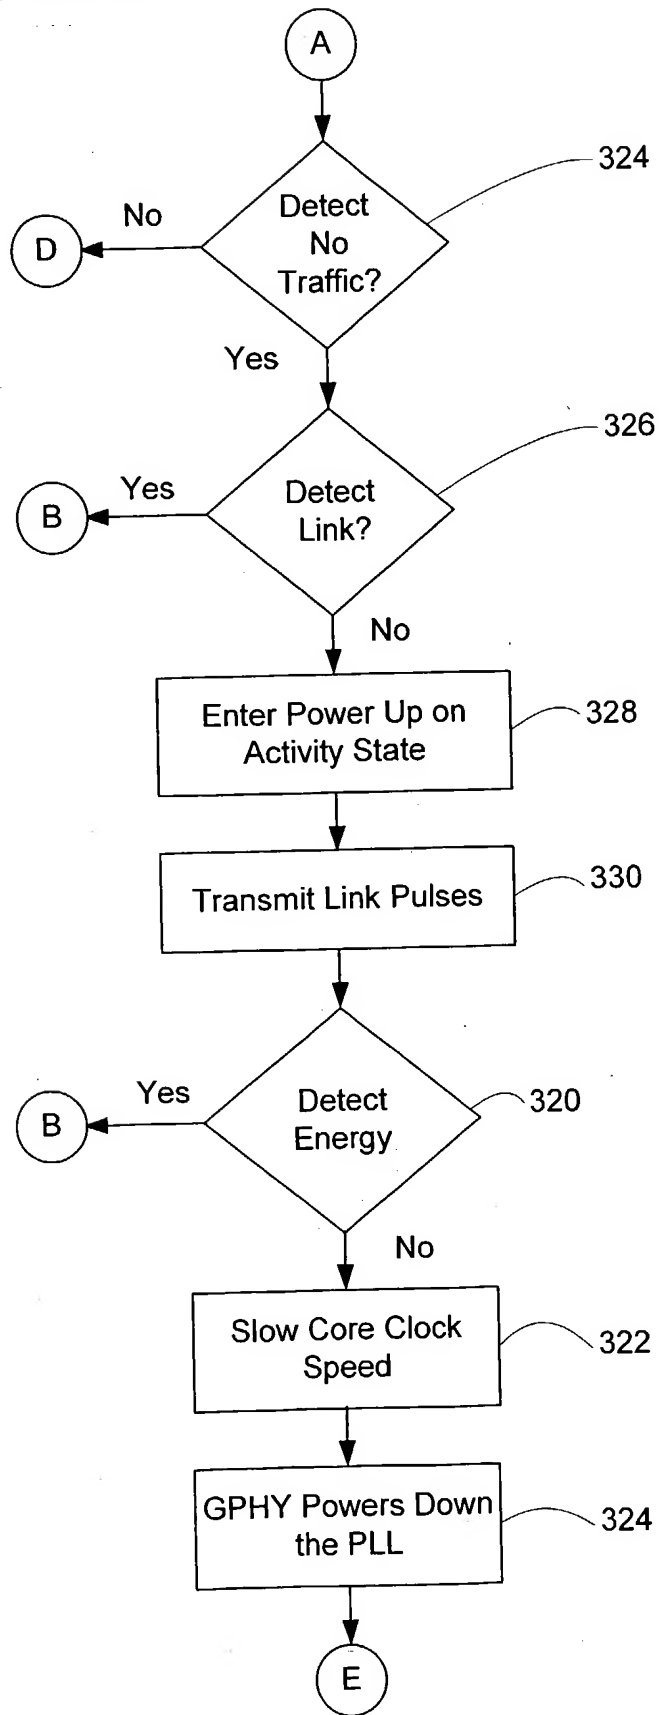 A
324
Detect
No
Traffic?
No
D
Yes
326
Detect
Link?
Yes
B
No
Enter Power Up on
Activity State
328
Transmit Link Pulses
330
Detect
Energy
320
Yes
B
No
Slow Core Clock
Speed
322
GPHY Powers Down
the PLL
324
E